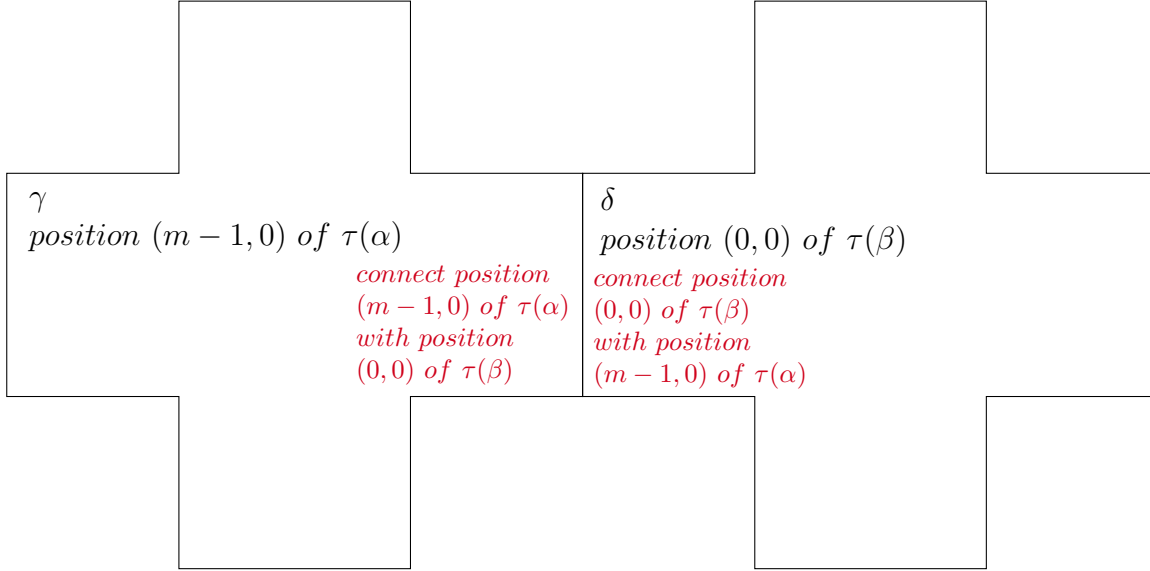 γ
position (m − 1, 0) of τ(α)
connect position
(m − 1, 0) of τ(α)
with position
(0, 0) of τ(β)
δ
position (0, 0) of τ(β)
connect position
(0, 0) of τ(β)
with position
(m − 1, 0) of τ(α)